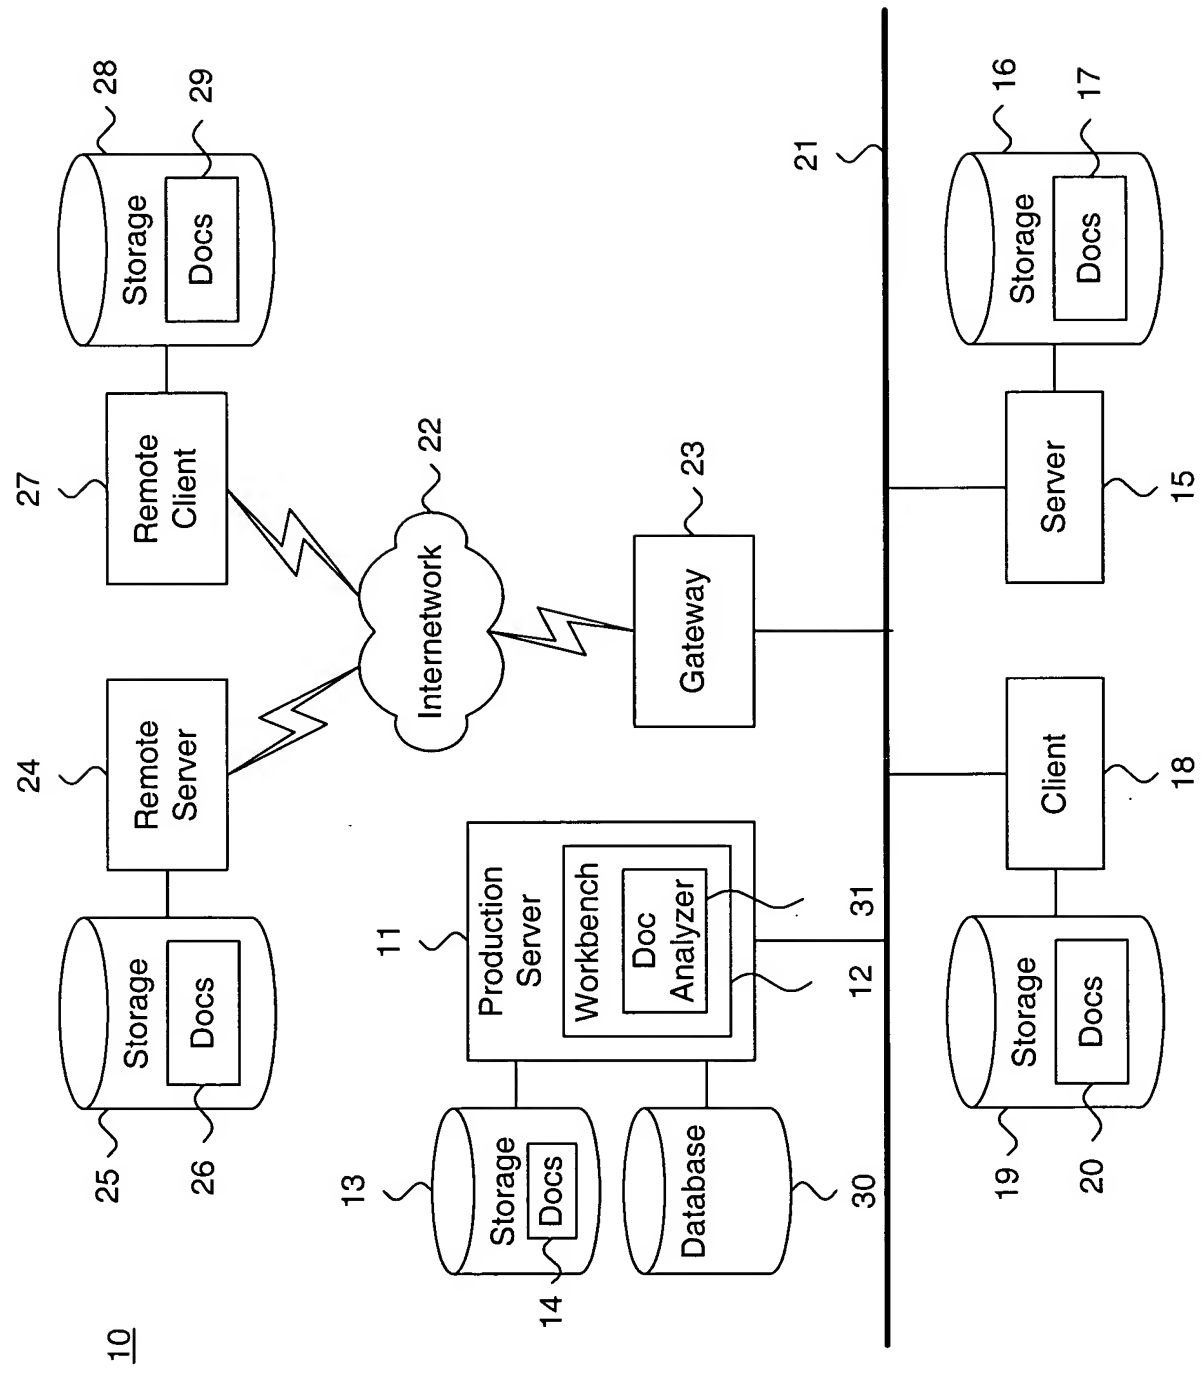 10
24
27
25
Storage
Remote
Server
Remote
Client
Storage
28
26
Docs
Docs
29
13
11
Internetwork
22
Storage
Production
Server
14
Docs
Workbench
Doc
Analyzer
Gateway
23
Database
30
12
31
21
19
Storage
Client
Server
Storage
16
20
Docs
Docs
17
18
15